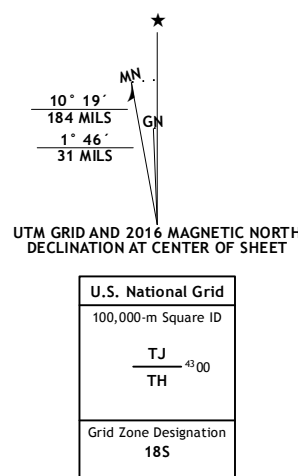 ★
MN
10° 19´
184 MILS
GN
1° 46´
31 MILS
UTM GRID AND 2016 MAGNETIC NORTH
DECLINATION AT CENTER OF SHEET
U.S. National Grid
100,000-m Square ID
TJ
4300
TH
Grid Zone Designation
18S